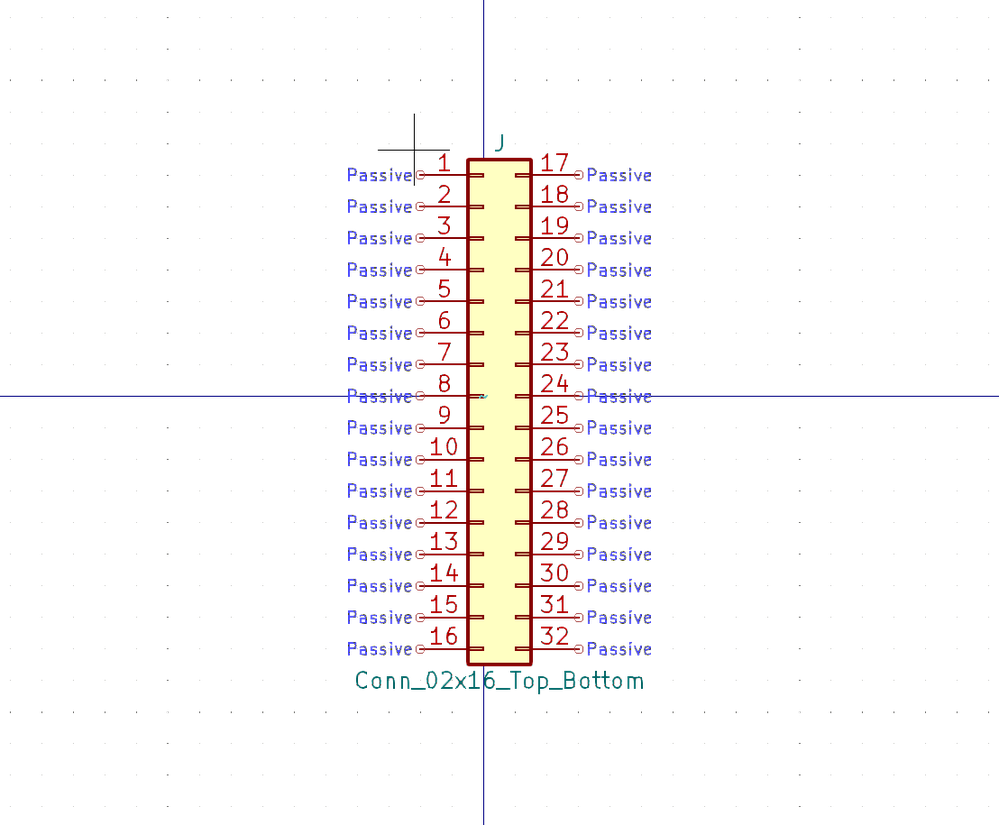 J
Passive 1 17 Passive
Passive 2 18 Passive
Passive 3 19 Passive
Passive 4 20 Passive
Passive 5 21 Passive
Passive 6 22 Passive
Passive 7 23 Passive
Passive 8 24 Passive
Passive 9 25 Passive
Passive 10 26 Passive
Passive 11 27 Passive
Passive 12 28 Passive
Passive 13 29 Passive
Passive 14 30 Passive
Passive 15 31 Passive
Passive 16 32 Passive
Conn_02x16_Top_Bottom